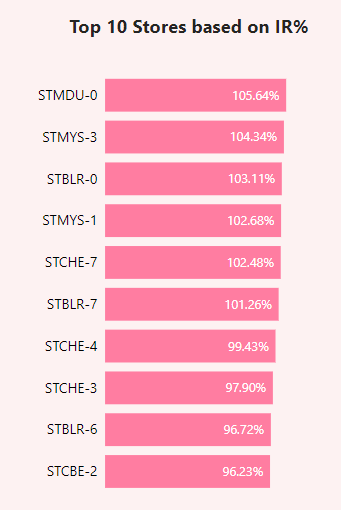 Top 10 Stores based on IR%
STMDU-0 105.64%
STMYS-3 104.34%
STBLR-0 103.11%
STMYS-1 102.68%
STCHE-7 102.48%
STBLR-7 101.26%
STCHE-4 99.43%
STCHE-3 97.90%
STBLR-6 96.72%
STCBE-2 96.23%